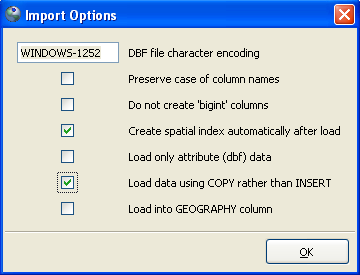 Import Options
WINDOWS-1252 DBF file character encoding
Preserve case of column names
Do not create 'bigint' columns
Create spatial index automatically after load
Load only attribute (dbf) data
Load data using COPY rather than INSERT
Load into GEOGRAPHY column
OK